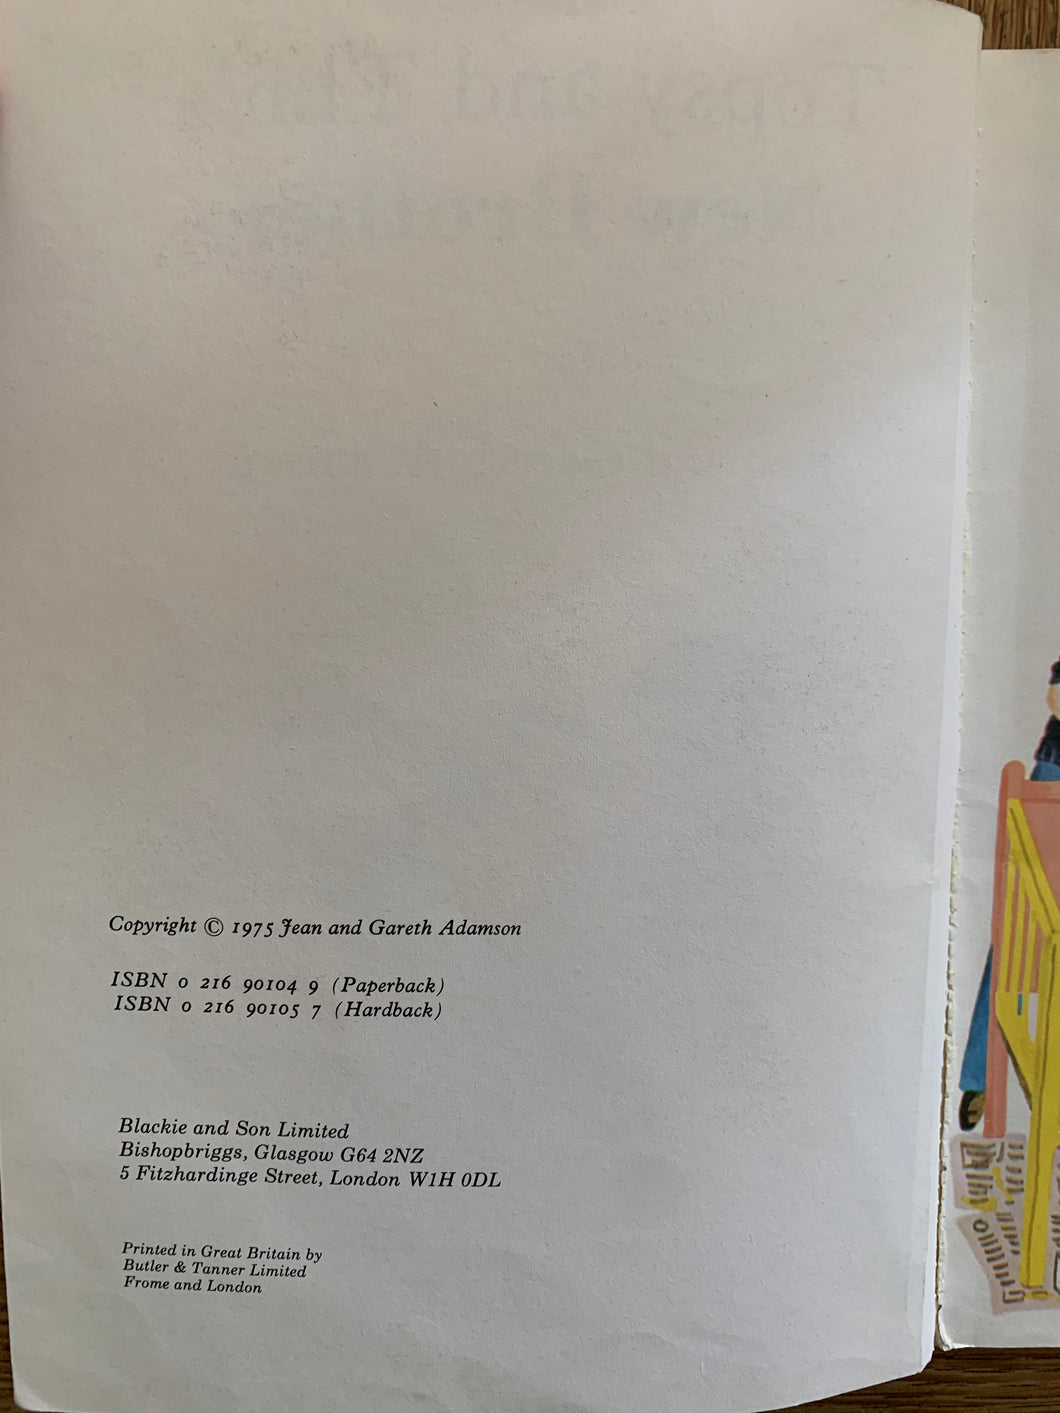 Copyright © 1975 Jean and Gareth Adamson
ISBN 0 216 90104 9 (Paperback)
ISBN 0 216 90105 7 (Hardback)
Blackie and Son Limited
Bishopbriggs, Glasgow G64 2NZ
5 Fitzhardinge Street, London W1H 0DL
Printed in Great Britain by
Butler & Tanner Limited
Frome and London